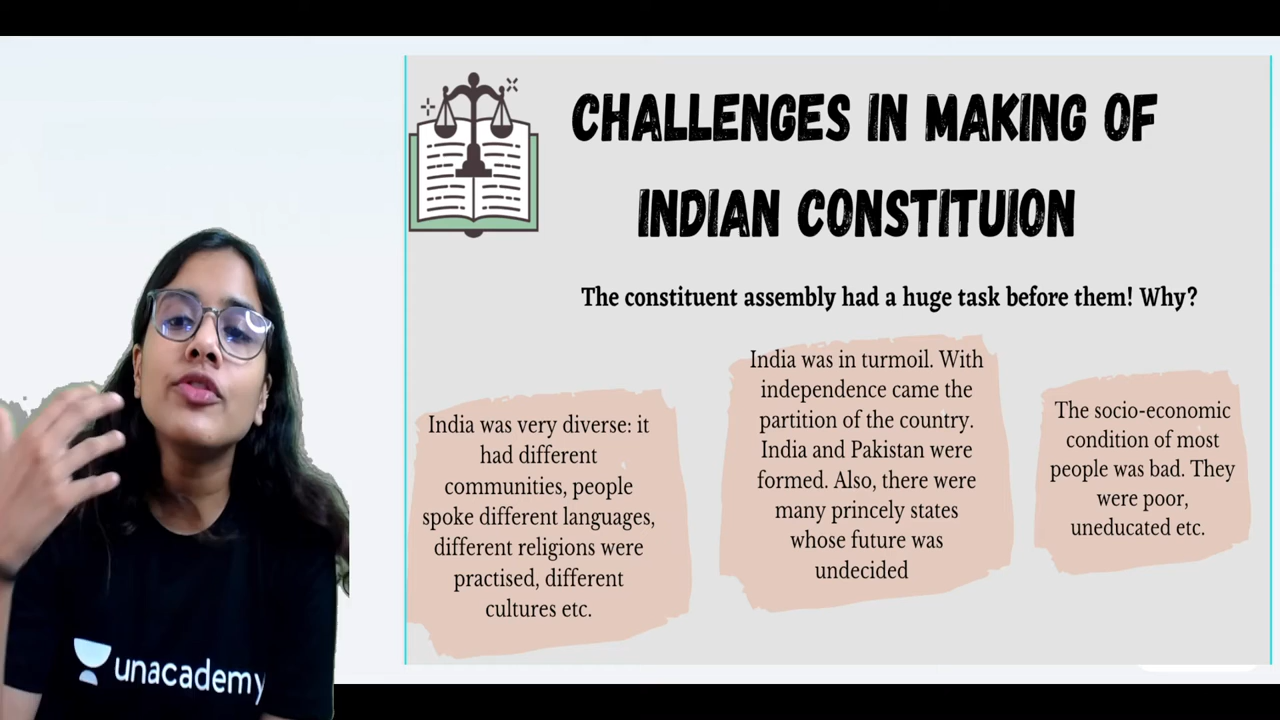 CHALLENGES IN MAKING OF
INDIAN CONSTITUION
The constituent assembly had a huge task before them! Why?
India was very diverse: it
had different
communities, people
spoke different languages,
different religions were
practised, different
cultures etc.
India was in turmoil. With
independence came the
partition of the country.
India and Pakistan were
formed. Also, there were
many princely states
whose future was
undecided
The socio-economic
condition of most
people was bad. They
were poor,
uneducated etc.
unacademy